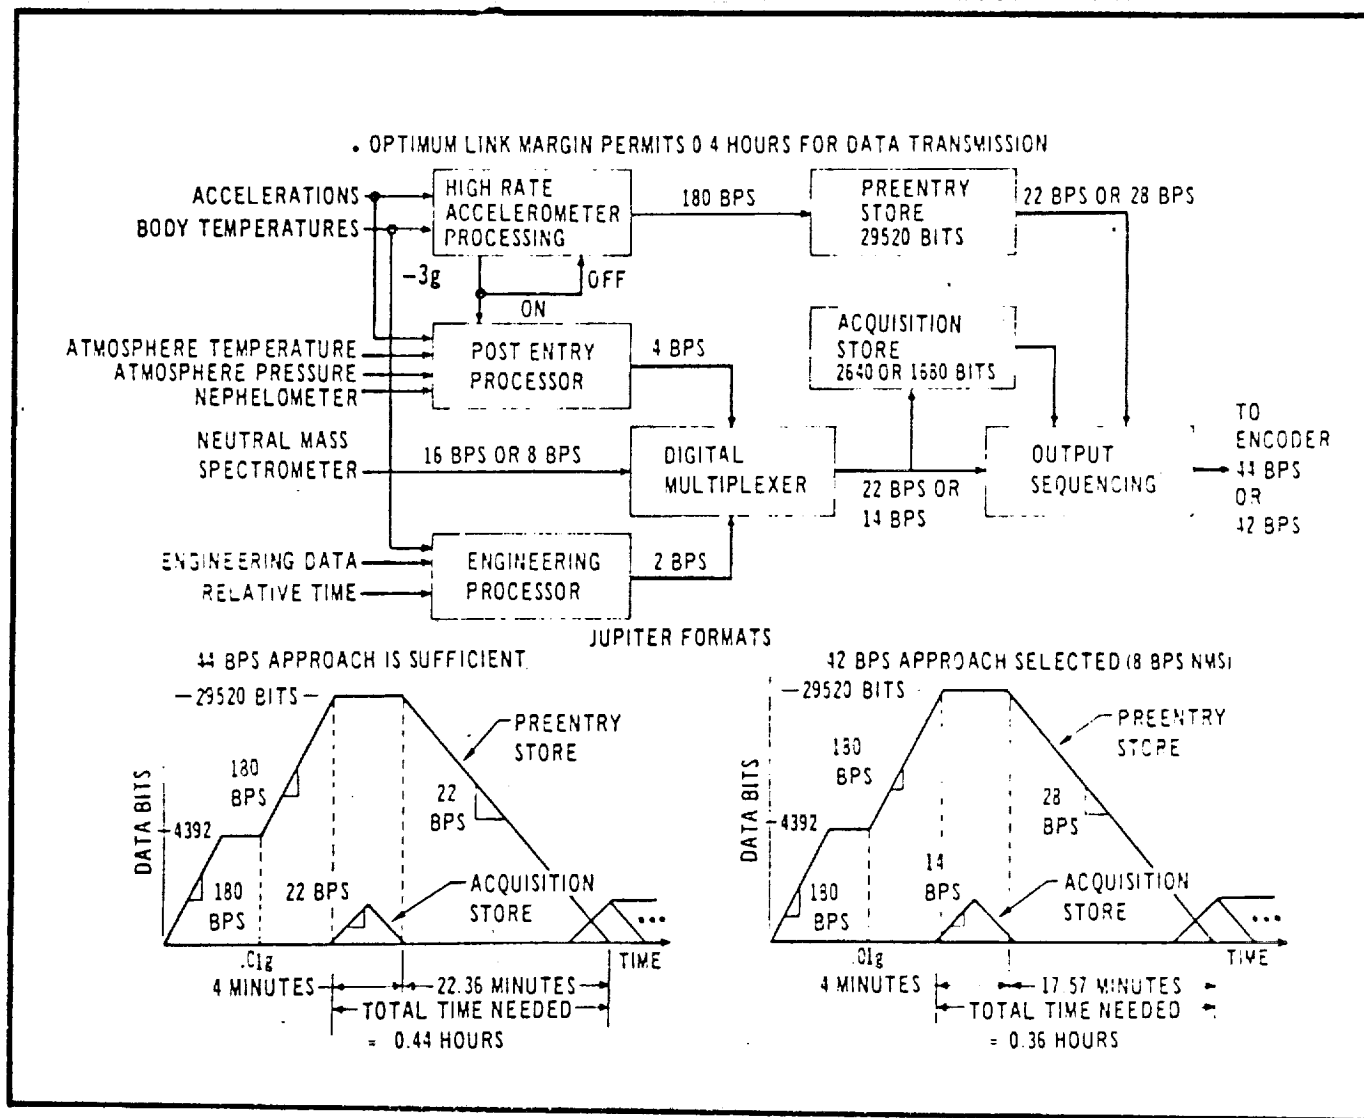 . OPTIMUM LINK MARGIN PERMITS 0 4 HOURS FOR DATA TRANSMISSION
ACCELERATIONS
BODY TEMPERATURES
HIGH RATE
ACCELEROMETER
PROCESSING
180 BPS
PREENTRY
STORE
29520 BITS
22 BPS OR 28 BPS
-3g
OFF
ON
ATMOSPHERE TEMPERATURE
ATMOSPHERE PRESSURE
NEPHELOMETER
POST ENTRY
PROCESSOR
4 BPS
ACQUISITION
STORE
2640 OR 1680 BITS
NEUTRAL MASS
SPECTROMETER
16 BPS OR 8 BPS
DIGITAL
MULTIPLEXER
22 BPS OR
14 BPS
OUTPUT
SEQUENCING
TO
ENCODER
44 BPS
OR
42 BPS
ENGINEERING DATA
RELATIVE TIME
ENGINEERING
PROCESSOR
2 BPS
JUPITER FORMATS
44 BPS APPROACH IS SUFFICIENT
—29520 BITS—
PREENTRY
STORE
180
BPS
22
BPS
DATA BITS
—4392
180
BPS
22 BPS
ACQUISITION
STORE
...
.01g
TIME
4 MINUTES
22.36 MINUTES
TOTAL TIME NEEDED
= 0.44 HOURS
42 BPS APPROACH SELECTED (8 BPS NMS)
—29520 BITS
PREENTRY
STORE
180
BPS
28
BPS
DATA BITS
4392
180
BPS
14
BPS
ACQUISITION
STORE
...
.01g
TIME
4 MINUTES
17.57 MINUTES
TOTAL TIME NEEDED
= 0.36 HOURS